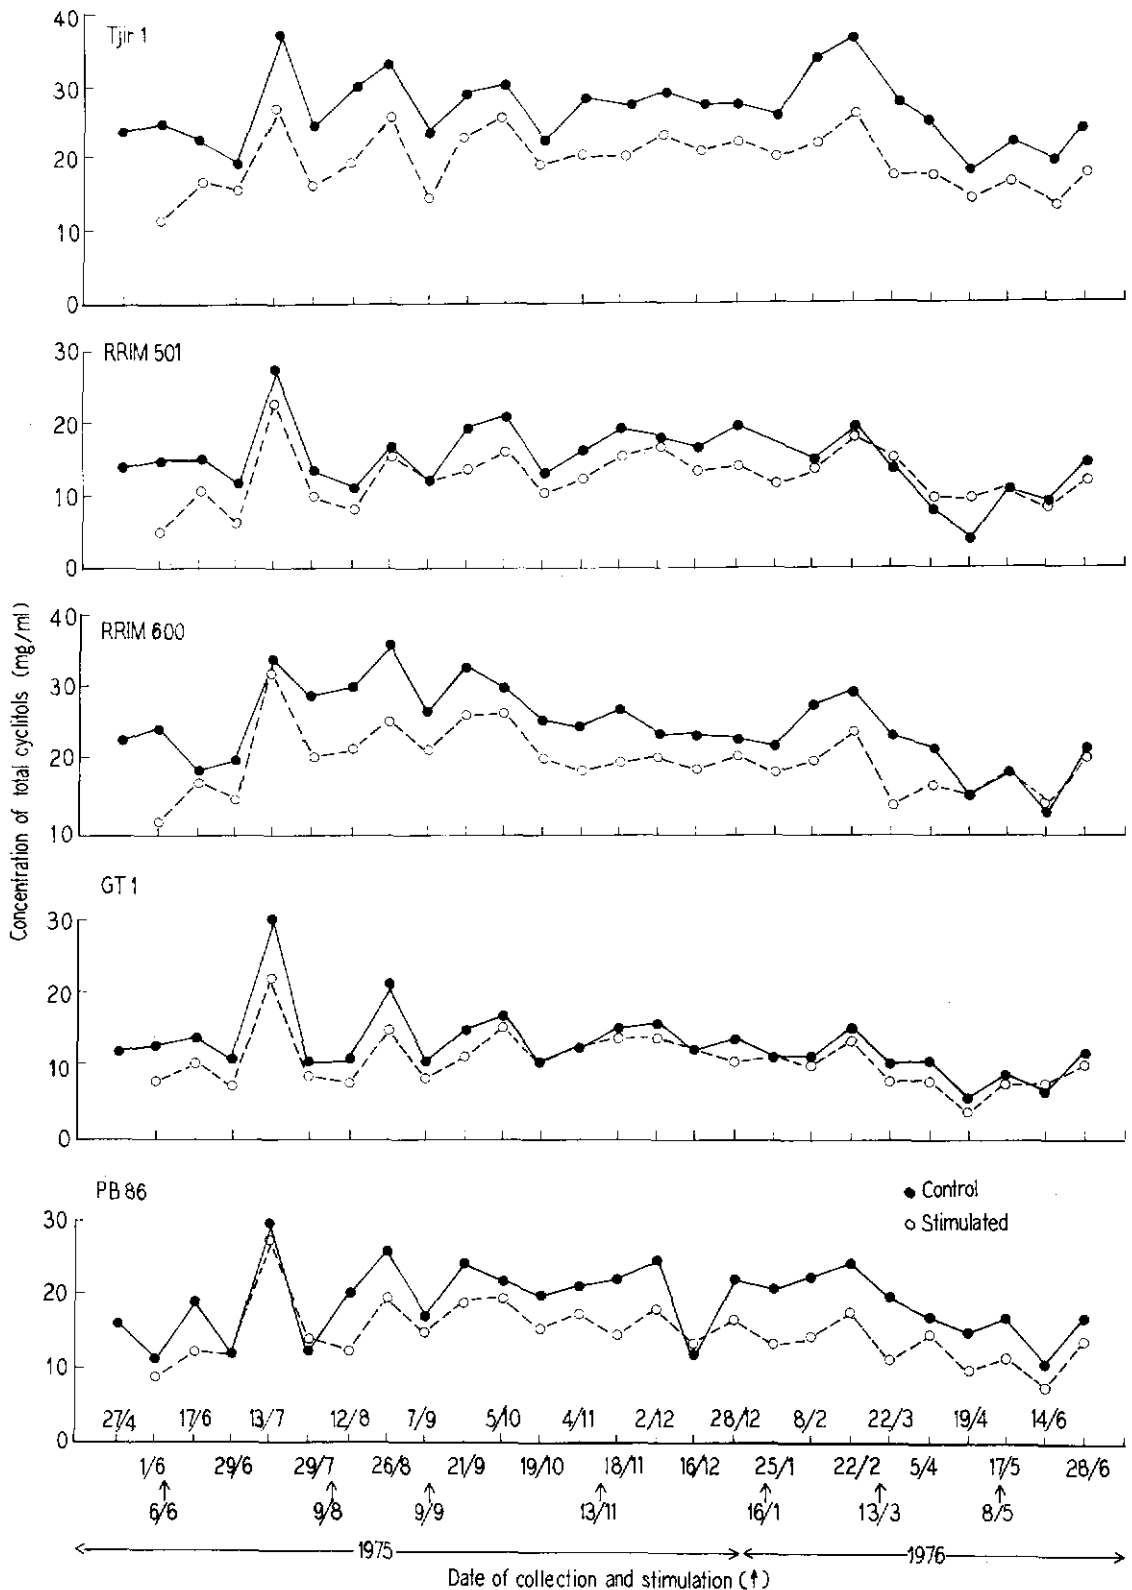 40
Tjir 1
30
20
10
0
30
RRIM 501
20
10
0
40
RRIM 600
30
20
10
Concentration of total cyclitols (mg/ml)
GT 1
30
20
10
0
PB 86
● Control
○ Stimulated
30
20
10
27/4 17/6 13/7 12/8 7/9 5/10 4/11 2/12 28/12 8/2 22/3 19/4 14/6
0
1/6 29/6 29/7 26/8 21/9 19/10 18/11 16/12 25/1 22/2 5/4 17/5 28/6
↑ ↑ ↑ ↑ ↑ ↑ ↑
6/6 9/8 9/9 13/11 16/1 13/3 8/5
1975 1976
Date of collection and stimulation (↑)